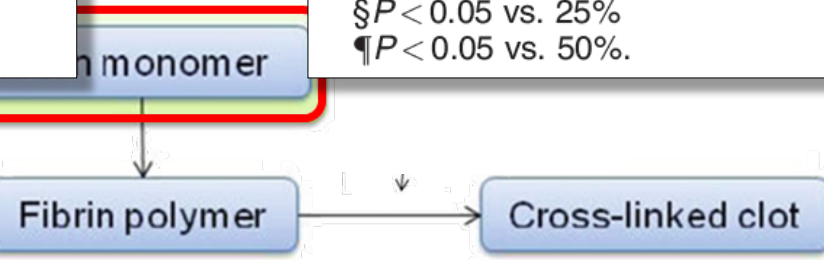 §P < 0.05 vs. 25%
¶P < 0.05 vs. 50%.
monomer
Fibrin polymer
Cross-linked clot